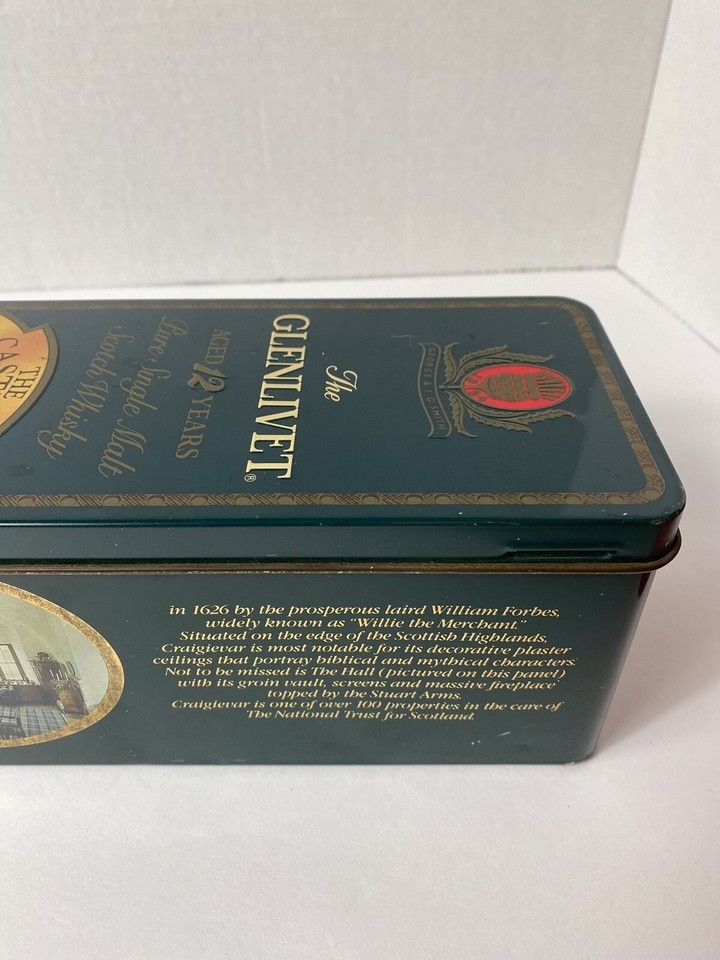 GEORGE & J.G. SMITH
The
GLENLIVET®
AGED 12 YEARS
Pure Single Malt
Scotch Whisky
THE
in 1626 by the prosperous laird William Forbes,
widely known as "Willie the Merchant."
Situated on the edge of the Scottish Highlands,
Craigievar is most notable for its decorative plaster
ceilings that portray biblical and mythical characters.
Not to be missed is The Hall (pictured on this panel)
with its groin vault, screens and massive fireplace
topped by the Stuart Arms.
Craigievar is one of over 100 properties in the care of
The National Trust for Scotland.